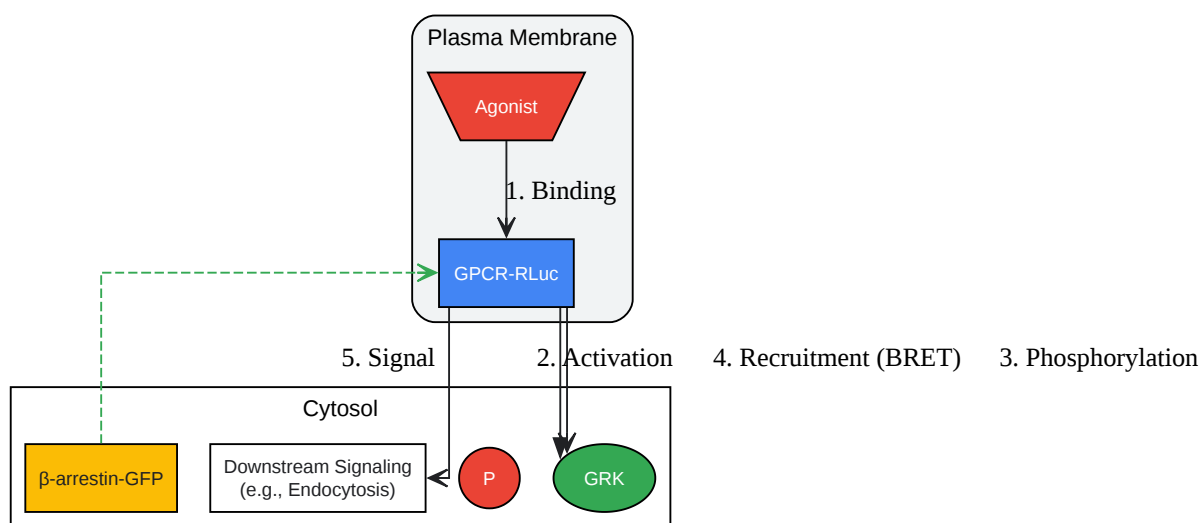 Plasma Membrane
Agonist
1. Binding
GPCR-RLuc
5. Signal
2. Activation
4. Recruitment (BRET)
3. Phosphorylation
Cytosol
β-arrestin-GFP
Downstream Signaling
(e.g., Endocytosis)
P
GRK